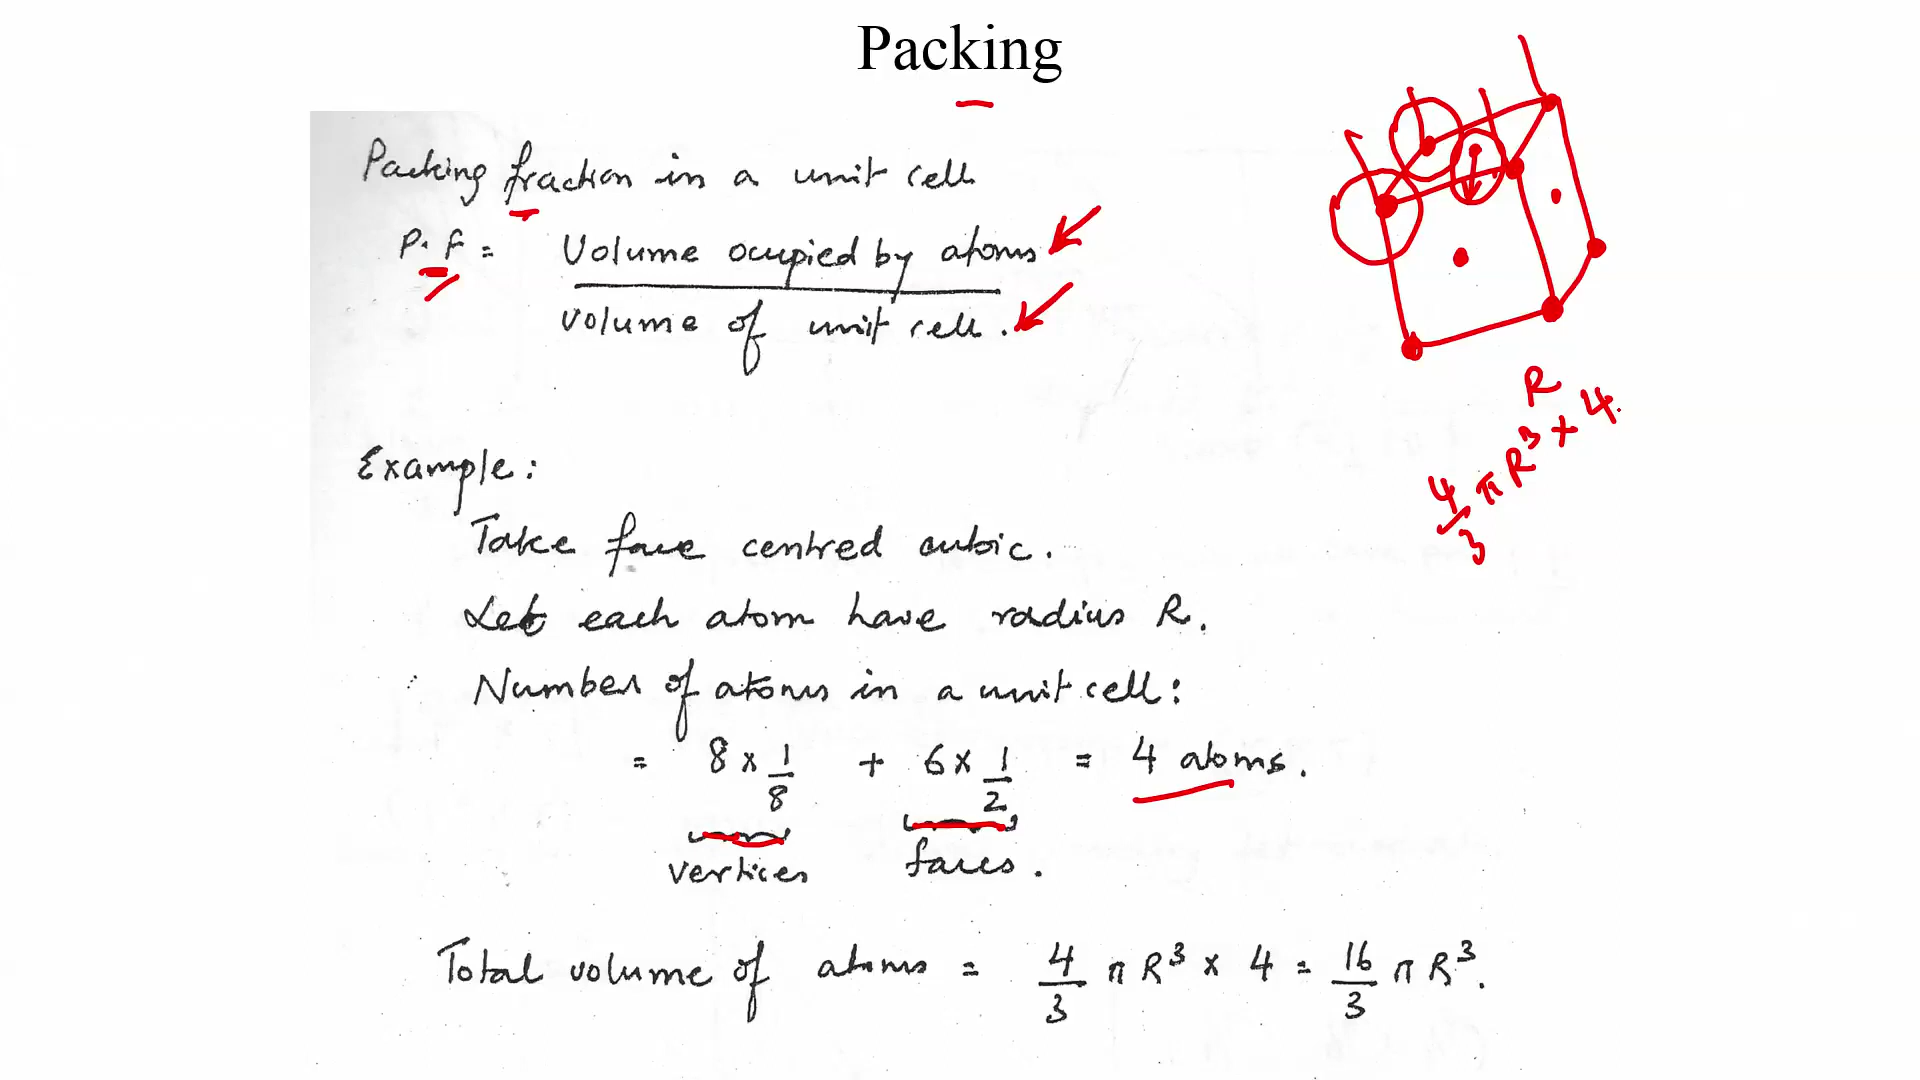 Packing
Packing fraction in a unit cell
P.F = Volume ocupied by atoms
volume of unit cell.
R
4/3 π R³ × 4.
Example:
Take face centred cubic.
Let each atom have radius R.
Number of atoms in a unit cell:
= 8 × 1/8 + 6 × 1/2 = 4 atoms.
vertices faces.
Total volume of atoms = 4/3 π R³ × 4 = 16/3 π R³.